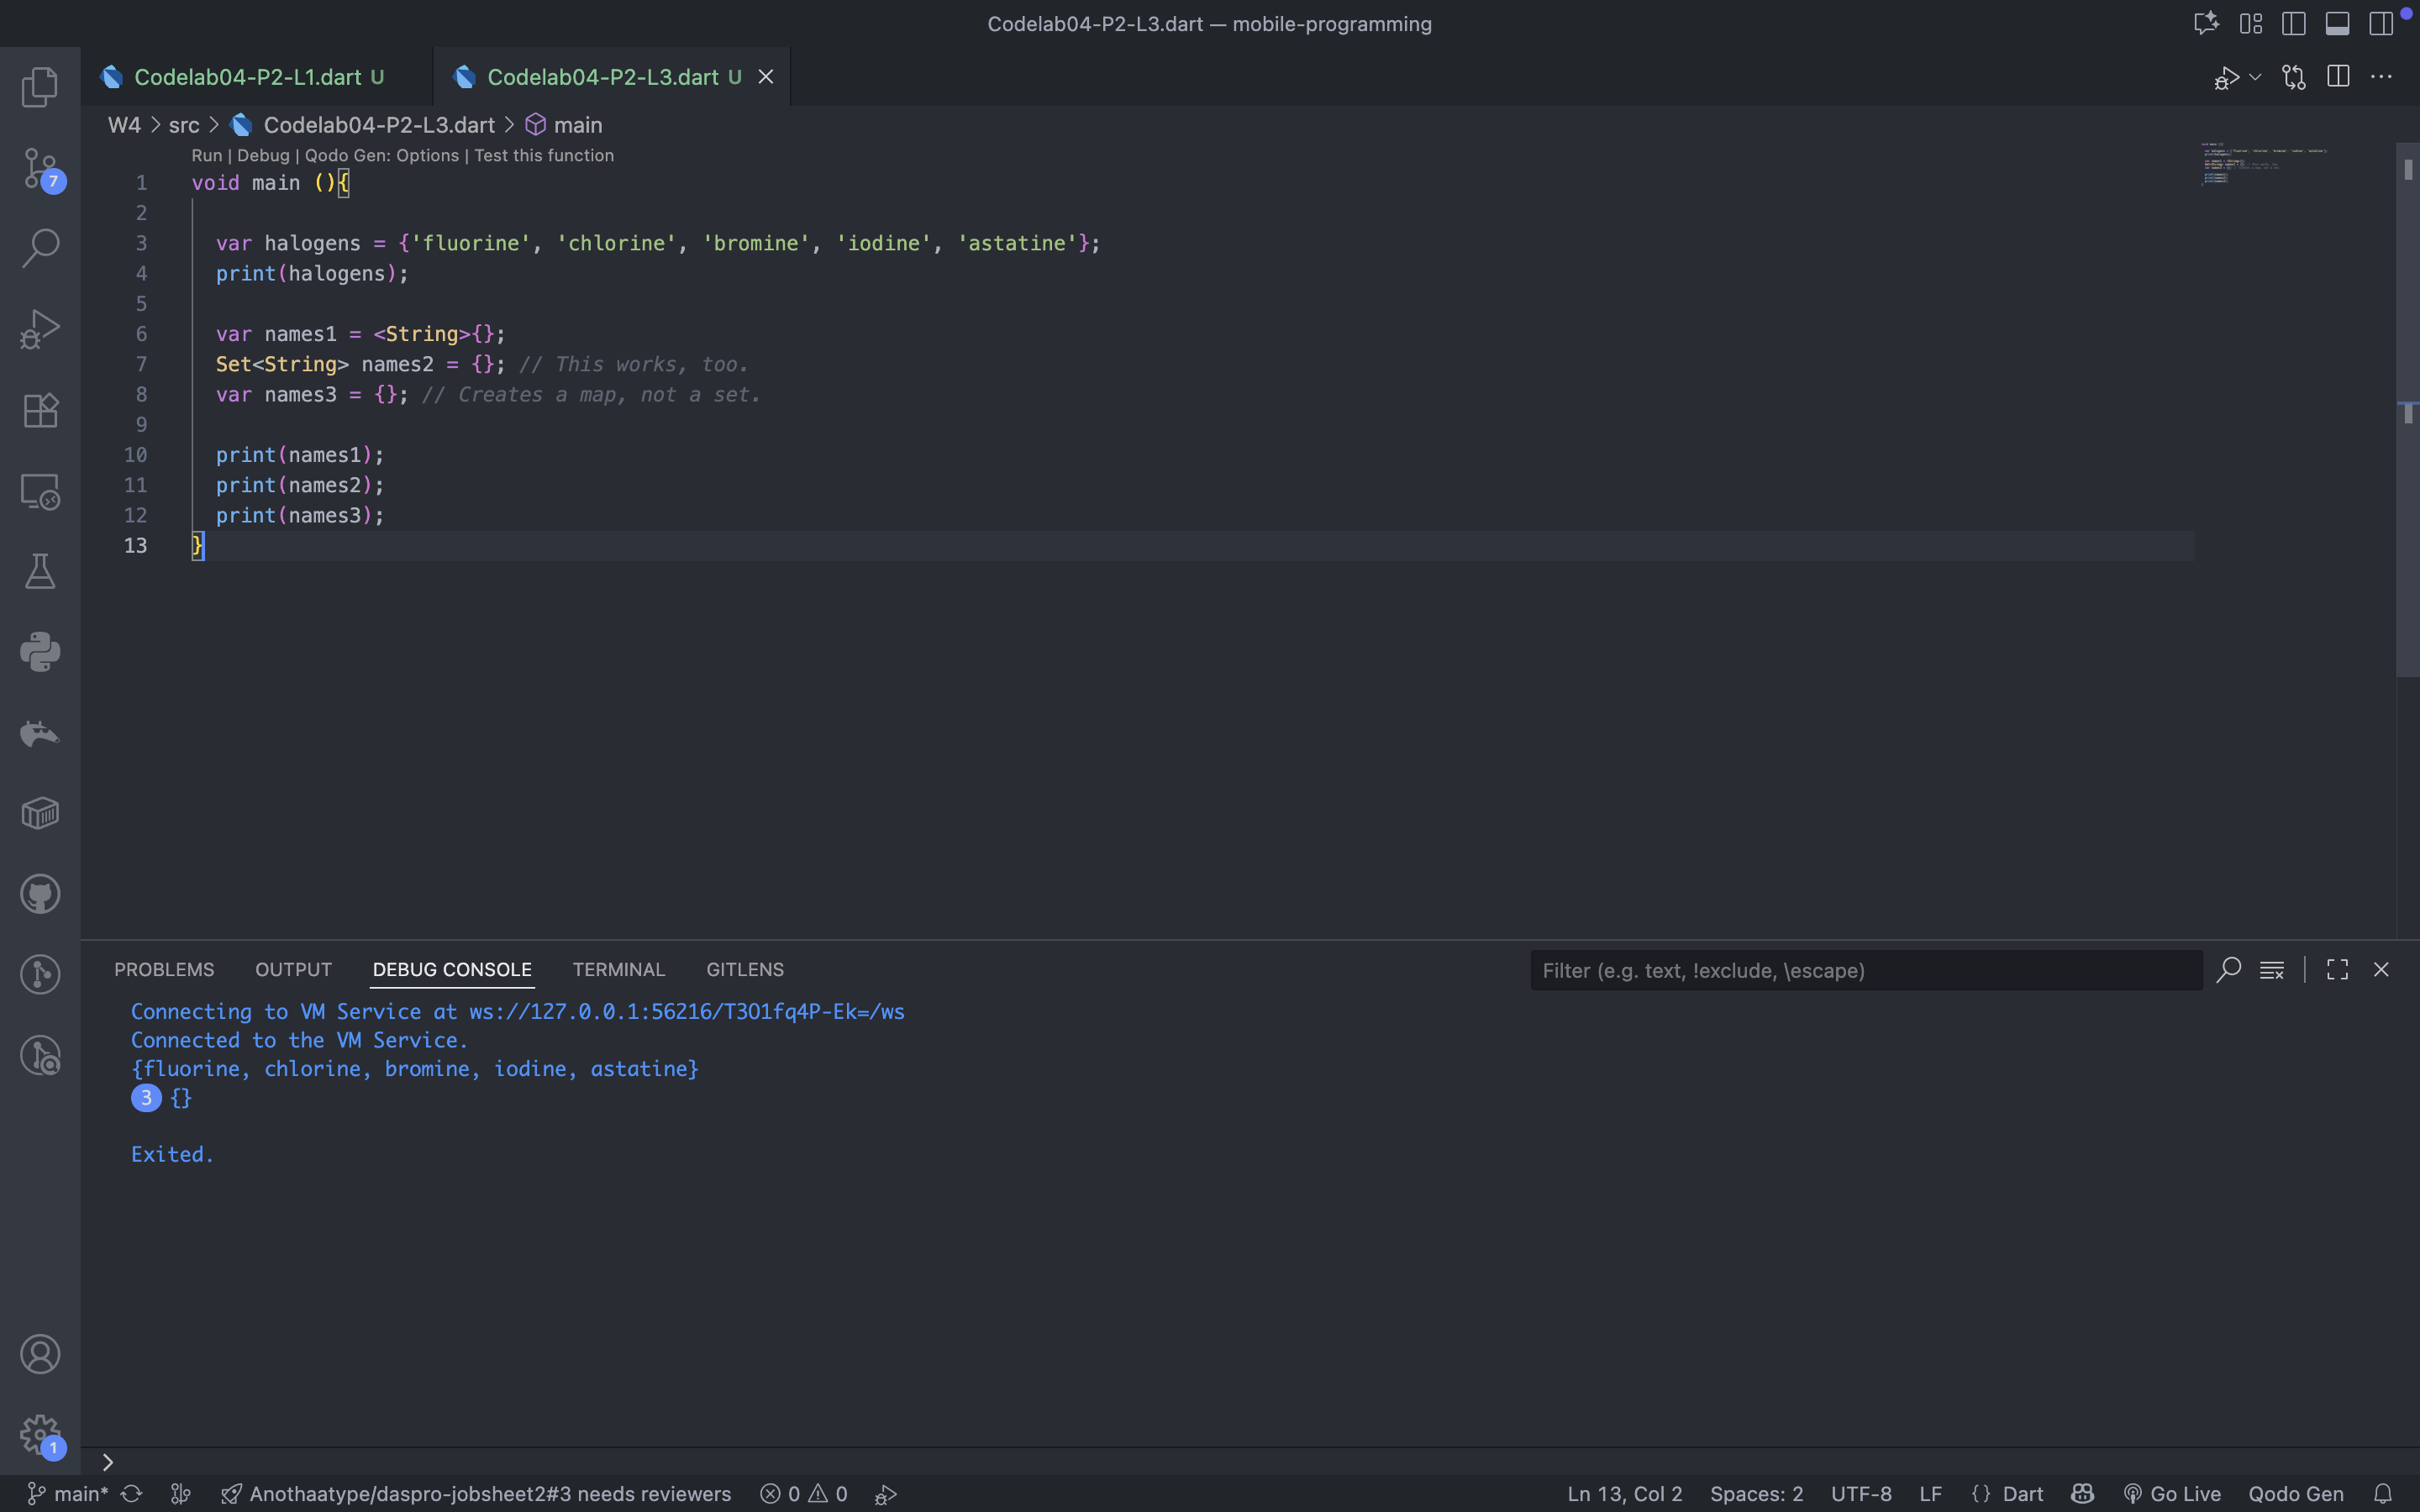 Codelab04-P2-L3.dart — mobile-programming
Codelab04-P2-L1.dart U
Codelab04-P2-L3.dart U
W4 > src > Codelab04-P2-L3.dart > main
Run | Debug | Qodo Gen: Options | Test this function
1 void main (){
2
3 var halogens = {'fluorine', 'chlorine', 'bromine', 'iodine', 'astatine'};
4 print(halogens);
5
6 var names1 = <String>{};
7 Set<String> names2 = {}; // This works, too.
8 var names3 = {}; // Creates a map, not a set.
9
10 print(names1);
11 print(names2);
12 print(names3);
13 }
7
PROBLEMS OUTPUT DEBUG CONSOLE TERMINAL GITLENS
Filter (e.g. text, !exclude, \escape)
Connecting to VM Service at ws://127.0.0.1:56216/T3O1fq4P-Ek=/ws
Connected to the VM Service.
{fluorine, chlorine, bromine, iodine, astatine}
3 {}
Exited.
1
>
main* Anothaatype/daspro-jobsheet2#3 needs reviewers 0 0 Ln 13, Col 2 Spaces: 2 UTF-8 LF {} Dart Go Live Qodo Gen